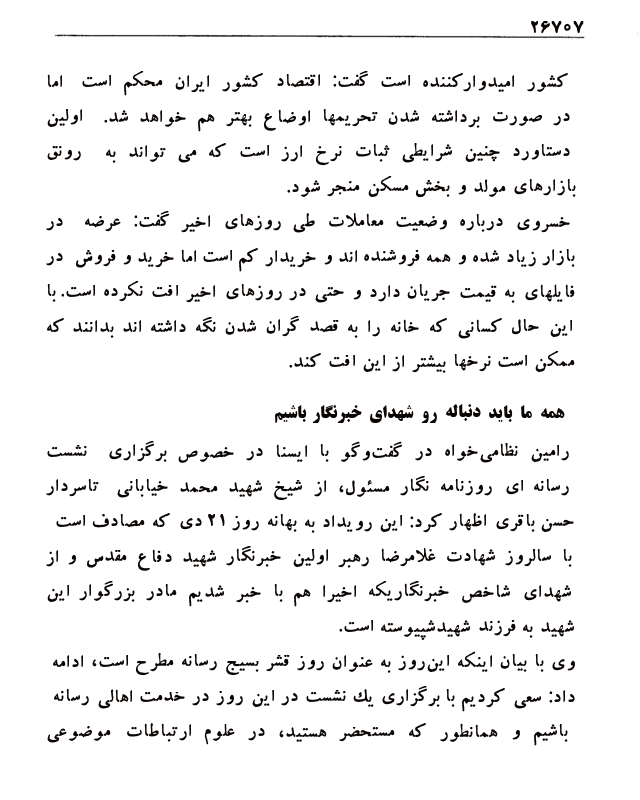 ۲۶۷۰۷
کشور امیدوارکننده است گفت: اقتصاد کشور ایران محکم است اما
در صورت برداشته شدن تحریمها اوضاع بهتر هم خواهد شد. اولین
دستاورد چنین شرایطی ثبات نرخ ارز است که می تواند به رونق
بازارهای مولد و بخش مسکن منجر شود.
خسروی درباره وضعیت معاملات طی روزهای اخیر گفت: عرضه در
بازار زیاد شده و همه فروشنده اند و خریدار کم است اما خرید و فروش در
فایلهای به قیمت جریان دارد و حتی در روزهای اخیر افت نکرده است. با
این حال کسانی که خانه را به قصد گران شدن نگه داشته اند بدانند که
ممکن است نرخها بیشتر از این افت کند.
همه ما باید دنباله رو شهدای خبرنگار باشیم
رامین نظامی‌خواه در گفت‌وگو با ایسنا در خصوص برگزاری نشست
رسانه ای روزنامه نگار مسئول، از شیخ شهید محمد خیابانی تاسردار
حسن باقری اظهار کرد: این رویداد به بهانه روز ۲۱ دی که مصادف است
با سالروز شهادت غلامرضا رهبر اولین خبرنگار شهید دفاع مقدس و از
شهدای شاخص خبرنگاریکه اخیرا هم با خبر شدیم مادر بزرگوار این
شهید به فرزند شهیدشپیوسته است.
وی با بیان اینکه این‌روز به عنوان روز قشر بسیج رسانه مطرح است، ادامه
داد: سعی کردیم با برگزاری یك نشست در این روز در خدمت اهالی رسانه
باشیم و همانطور که مستحضر هستید، در علوم ارتباطات موضوعی